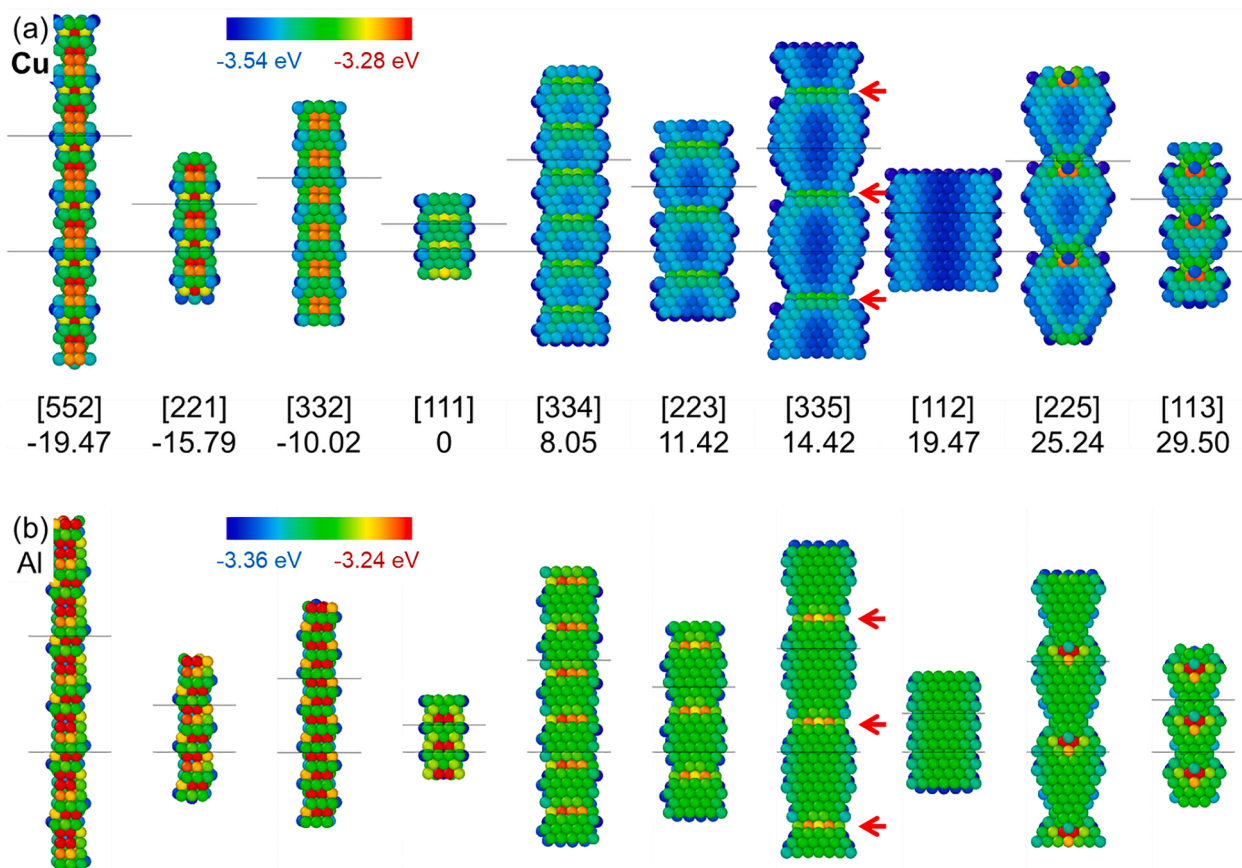 (a)
Cu
-3.54 eV -3.28 eV
[552] [221] [332] [111] [334] [223] [335] [112] [225] [113]
-19.47 -15.79 -10.02 0 8.05 11.42 14.42 19.47 25.24 29.50
(b)
Al
-3.36 eV -3.24 eV